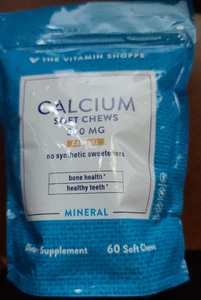 THE VITAMIN SHOPPE
CALCIUM
SOFT CHEWS
MG
no synthetic sweeteners
bone health*
healthy teeth*
MINERAL
Dietary Supplement
60 Soft Chews